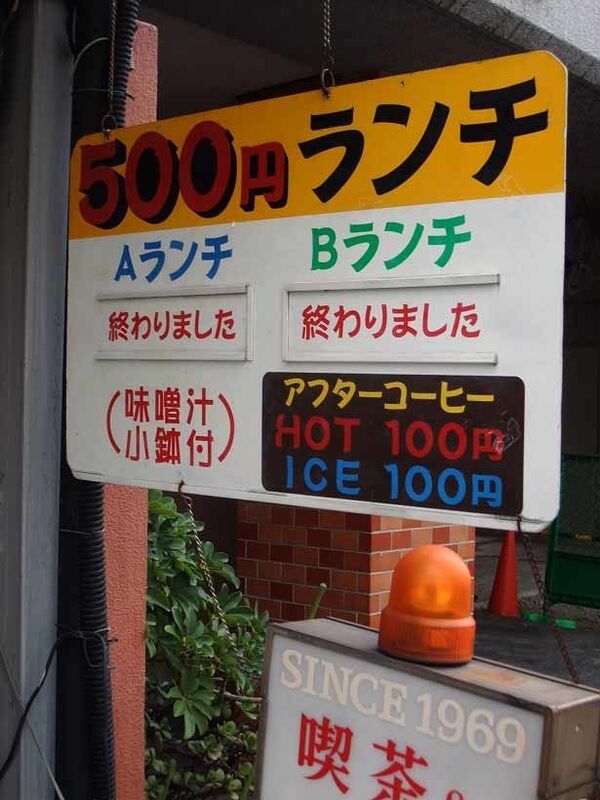 500円ランチ
Aランチ
Bランチ
終わりました
終わりました
(味噌汁
小鉢付)
アフターコーヒー
HOT 100円
ICE 100円
SINCE 1969
喫茶&